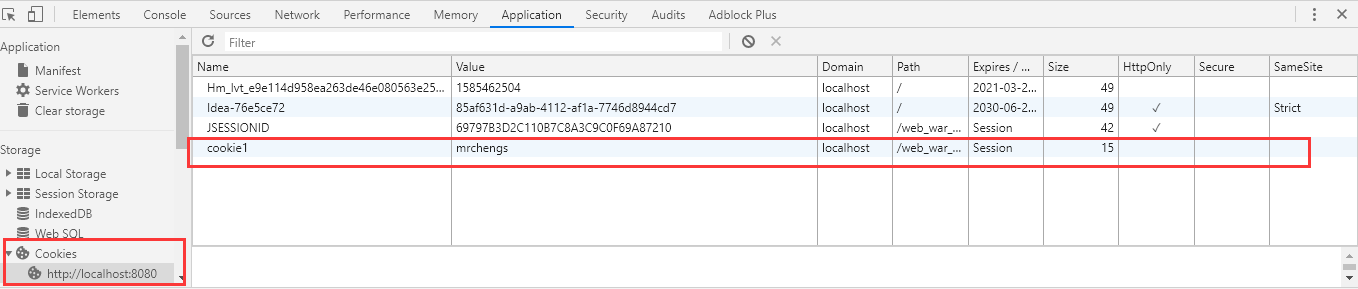 Elements Console Sources Network Performance Memory Application Security Audits Adblock Plus
Application
Manifest
Service Workers
Clear storage
Storage
Local Storage
Session Storage
IndexedDB
Web SQL
Cookies
http://localhost:8080
Filter
Name Value Domain Path Expires / ... Size HttpOnly Secure SameSite
Hm_lvt_e9e114d958ea263de46e080563e25... 1585462504 localhost / 2021-03-2... 49
Idea-76e5ce72 85af631d-a9ab-4112-af1a-7746d8944cd7 localhost / 2030-06-2... 49 ✓ Strict
JSESSIONID 69797B3D2C110B7C8A3C9C0F69A87210 localhost /web_war_... Session 42 ✓
cookie1 mrchengs localhost /web_war_... Session 15